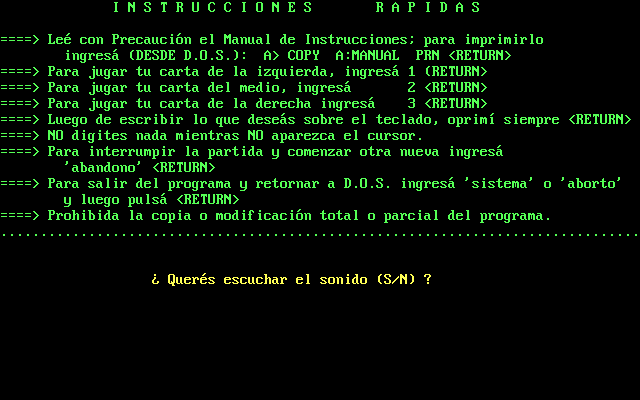 I N S T R U C C I O N E S      R A P I D A S
====> Leé con Precaución el Manual de Instrucciones; para imprimirlo
ingresá (DESDE D.O.S.):  A> COPY  A:MANUAL  PRN <RETURN>
====> Para jugar tu carta de la izquierda, ingresá 1 (RETURN>
====> Para jugar tu carta del medio, ingresá       2 <RETURN>
====> Para jugar tu carta de la derecha ingresá    3 <RETURN>
====> Luego de escribir lo que deseás sobre el teclado, oprimí siempre <RETURN>
====> NO digites nada mientras NO aparezca el cursor.
====> Para interrumpir la partida y comenzar otra nueva ingresá
'abandono' <RETURN>
====> Para salir del programa y retornar a D.O.S. ingresá 'sistema' o 'aborto'
y luego pulsá <RETURN>
====> Prohibida la copia o modificación total o parcial del programa.
................................................................................
¿ Querés escuchar el sonido (S/N) ?